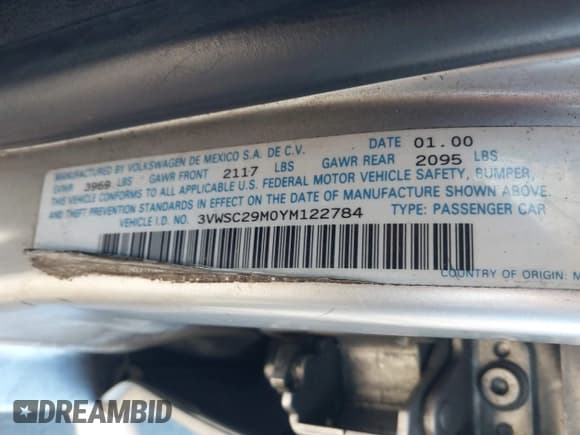 MANUFACTURED BY VOLKSWAGEN DE MEXICO S.A. DE C.V. DATE 01.00
GVWR 3969 LBS GAWR FRONT 2117 LBS GAWR REAR 2095 LBS
THIS VEHICLE CONFORMS TO ALL APPLICABLE U.S. FEDERAL MOTOR VEHICLE SAFETY, BUMPER,
AND THEFT PREVENTION STANDARDS IN EFFECT ON THE DATE OF MANUFACTURE SHOWN ABOVE.
VEHICLE I.D. NO. 3VWSC29M0YM122784 TYPE: PASSENGER CAR
COUNTRY OF ORIGIN: M
DREAMBID